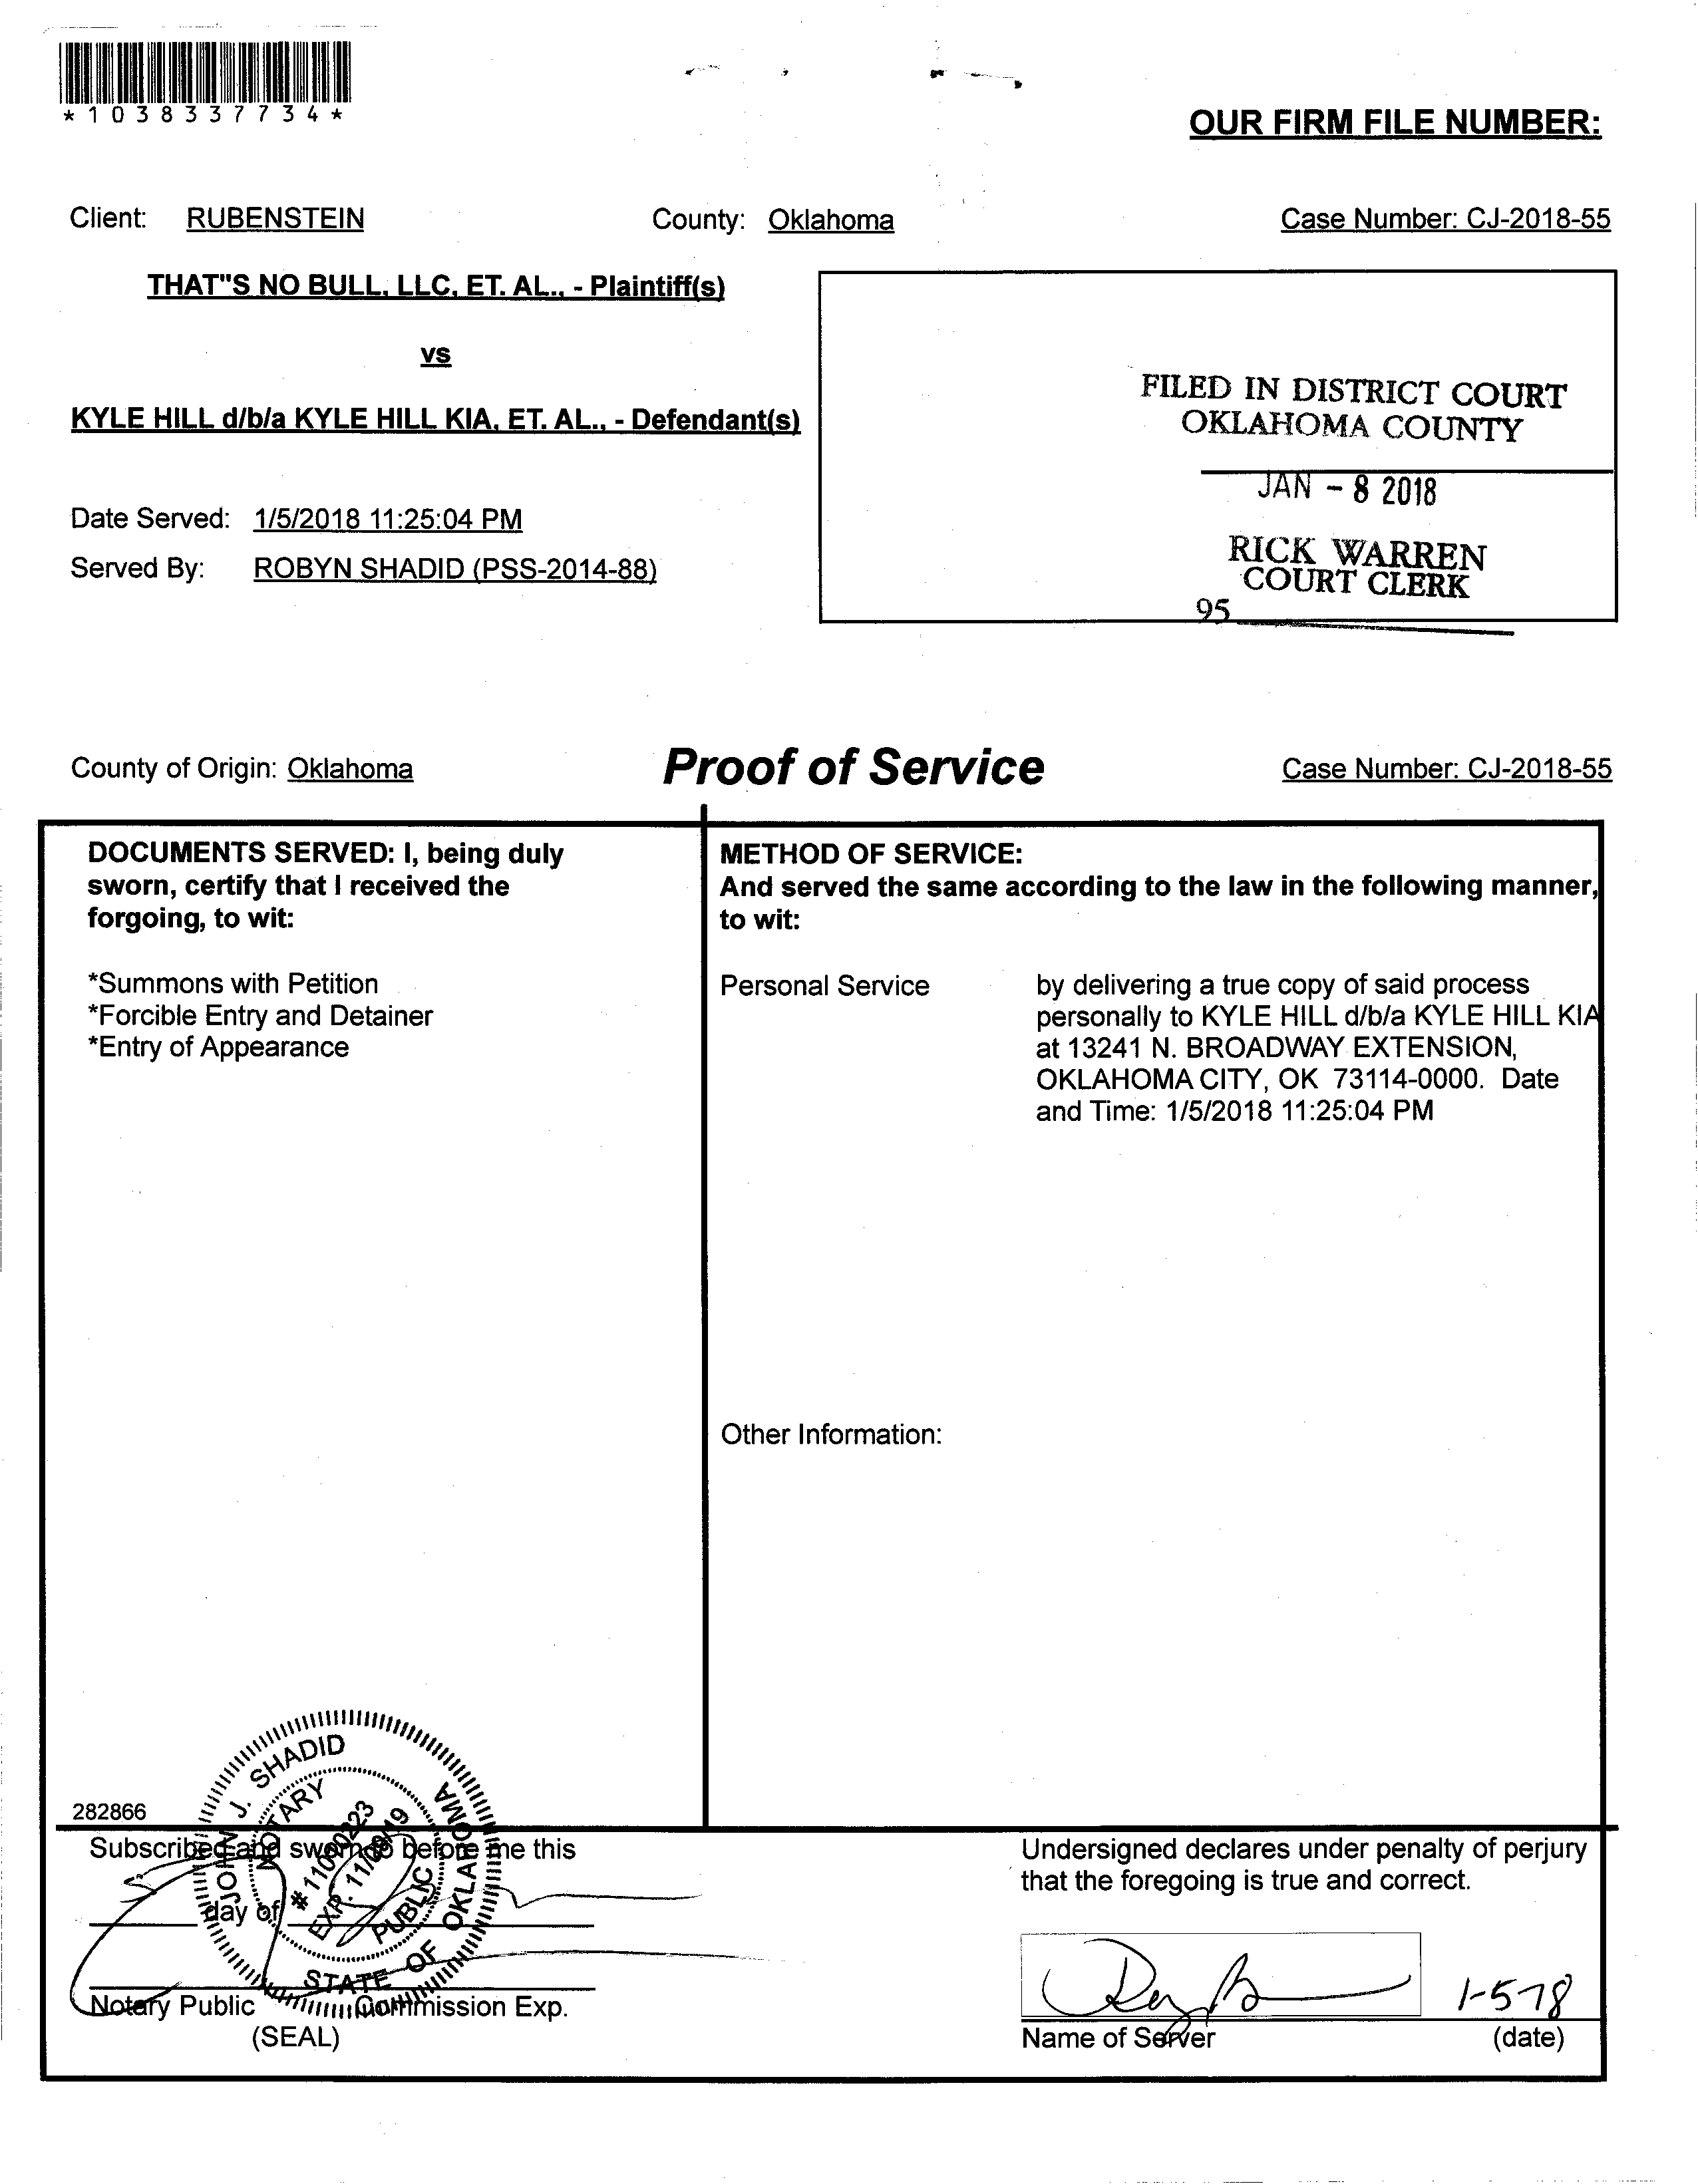 *1038337734*
OUR FIRM FILE NUMBER:
Client: RUBENSTEIN County: Oklahoma Case Number: CJ-2018-55
THAT"S NO BULL, LLC, ET. AL., - Plaintiff(s)
vs
KYLE HILL d/b/a KYLE HILL KIA, ET. AL., - Defendant(s)
FILED IN DISTRICT COURT
OKLAHOMA COUNTY
JAN - 8 2018
RICK WARREN
COURT CLERK
95
Date Served: 1/5/2018 11:25:04 PM
Served By: ROBYN SHADID (PSS-2014-88)
County of Origin: Oklahoma Proof of Service Case Number: CJ-2018-55
DOCUMENTS SERVED: I, being duly
sworn, certify that I received the
forgoing, to wit:
*Summons with Petition
*Forcible Entry and Detainer
*Entry of Appearance
METHOD OF SERVICE:
And served the same according to the law in the following manner,
to wit:
Personal Service by delivering a true copy of said process
personally to KYLE HILL d/b/a KYLE HILL KIA
at 13241 N. BROADWAY EXTENSION,
OKLAHOMA CITY, OK 73114-0000. Date
and Time: 1/5/2018 11:25:04 PM
Other Information:
282866
Subscribed and sworn to before me this
day of
Notary Public Commission Exp.
(SEAL)
JOHN J. SHADID
NOTARY PUBLIC
# 11009223
EXP. 11/09/19
STATE OF OKLAHOMA
Undersigned declares under penalty of perjury
that the foregoing is true and correct.
1-5-18
Name of Server (date)